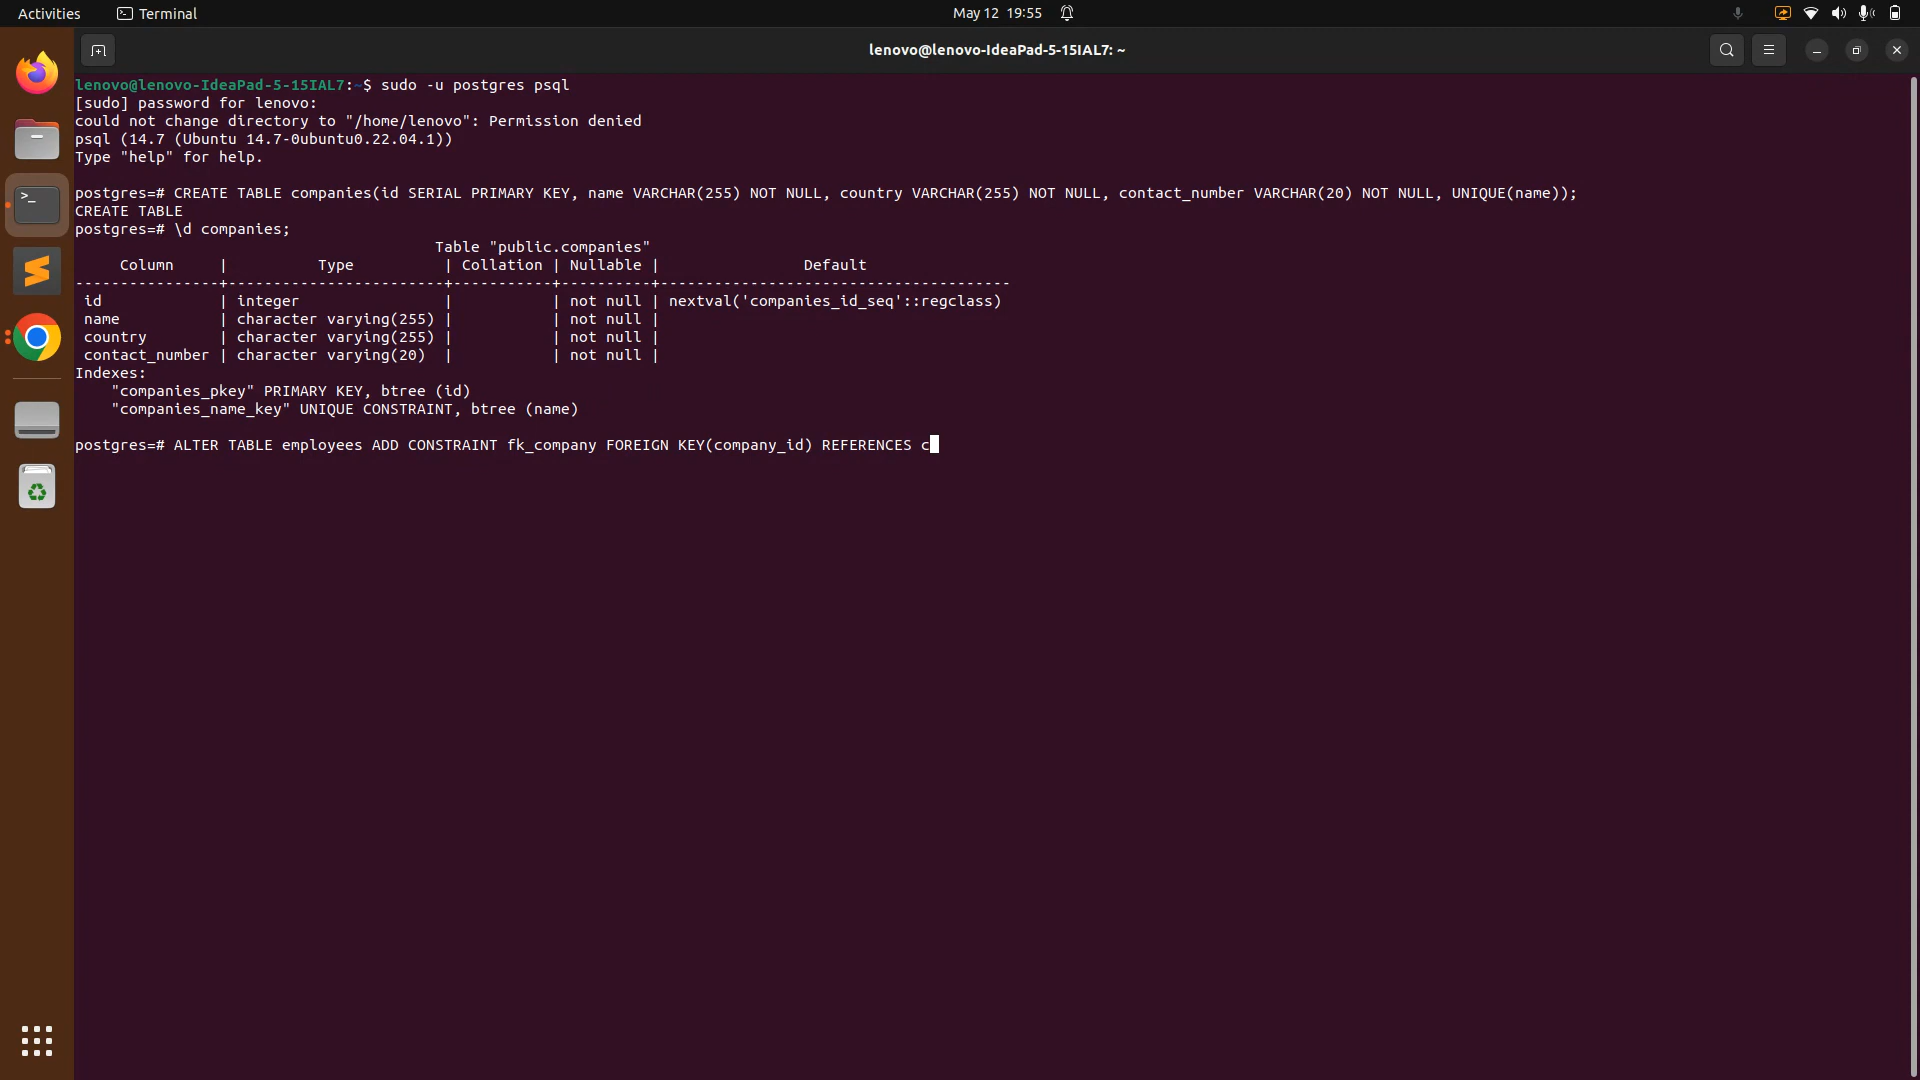 Activities
Terminal
May 12 19:55
lenovo@lenovo-IdeaPad-5-15IAL7: ~
lenovo@lenovo-IdeaPad-5-15IAL7:~$ sudo -u postgres psql
[sudo] password for lenovo:
could not change directory to "/home/lenovo": Permission denied
psql (14.7 (Ubuntu 14.7-0ubuntu0.22.04.1))
Type "help" for help.
postgres=# CREATE TABLE companies(id SERIAL PRIMARY KEY, name VARCHAR(255) NOT NULL, country VARCHAR(255) NOT NULL, contact_number VARCHAR(20) NOT NULL, UNIQUE(name));
CREATE TABLE
postgres=# \d companies;
                                        Table "public.companies"
     Column     |          Type          | Collation | Nullable |                Default
----------------+------------------------+-----------+----------+---------------------------------------
 id             | integer                |           | not null | nextval('companies_id_seq'::regclass)
 name           | character varying(255) |           | not null |
 country        | character varying(255) |           | not null |
 contact_number | character varying(20)  |           | not null |
Indexes:
    "companies_pkey" PRIMARY KEY, btree (id)
    "companies_name_key" UNIQUE CONSTRAINT, btree (name)
postgres=# ALTER TABLE employees ADD CONSTRAINT fk_company FOREIGN KEY(company_id) REFERENCES c